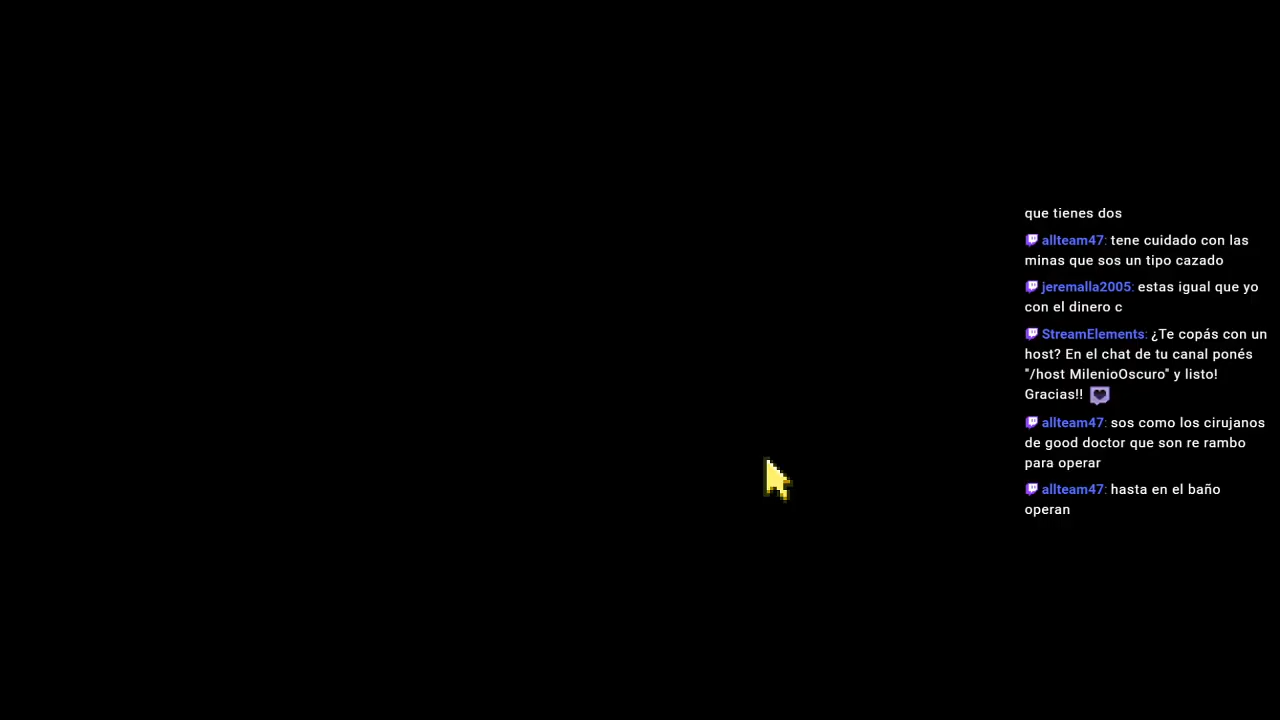 que tienes dos
allteam47: tene cuidado con las
minas que sos un tipo cazado
jeremalla2005: estas igual que yo
con el dinero c
StreamElements: ¿Te copás con un
host? En el chat de tu canal ponés
"/host MilenioOscuro" y listo!
Gracias!!
allteam47: sos como los cirujanos
de good doctor que son re rambo
para operar
allteam47: hasta en el baño
operan